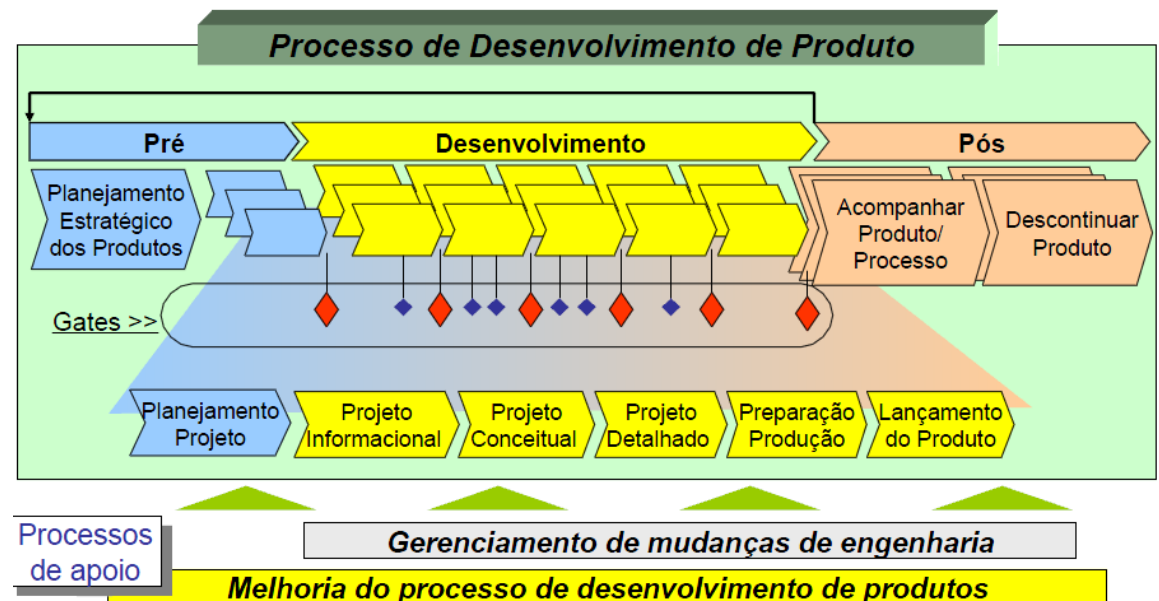 Processo de Desenvolvimento de Produto
Pré
Desenvolvimento
Pós
Planejamento
Estratégico
dos Produtos
Acompanhar
Produto/
Processo
Descontinuar
Produto
Gates >>
Planejamento
Projeto
Projeto
Informacional
Projeto
Conceitual
Projeto
Detalhado
Preparação
Produção
Lançamento
do Produto
Processos
de apoio
Gerenciamento de mudanças de engenharia
Melhoria do processo de desenvolvimento de produtos